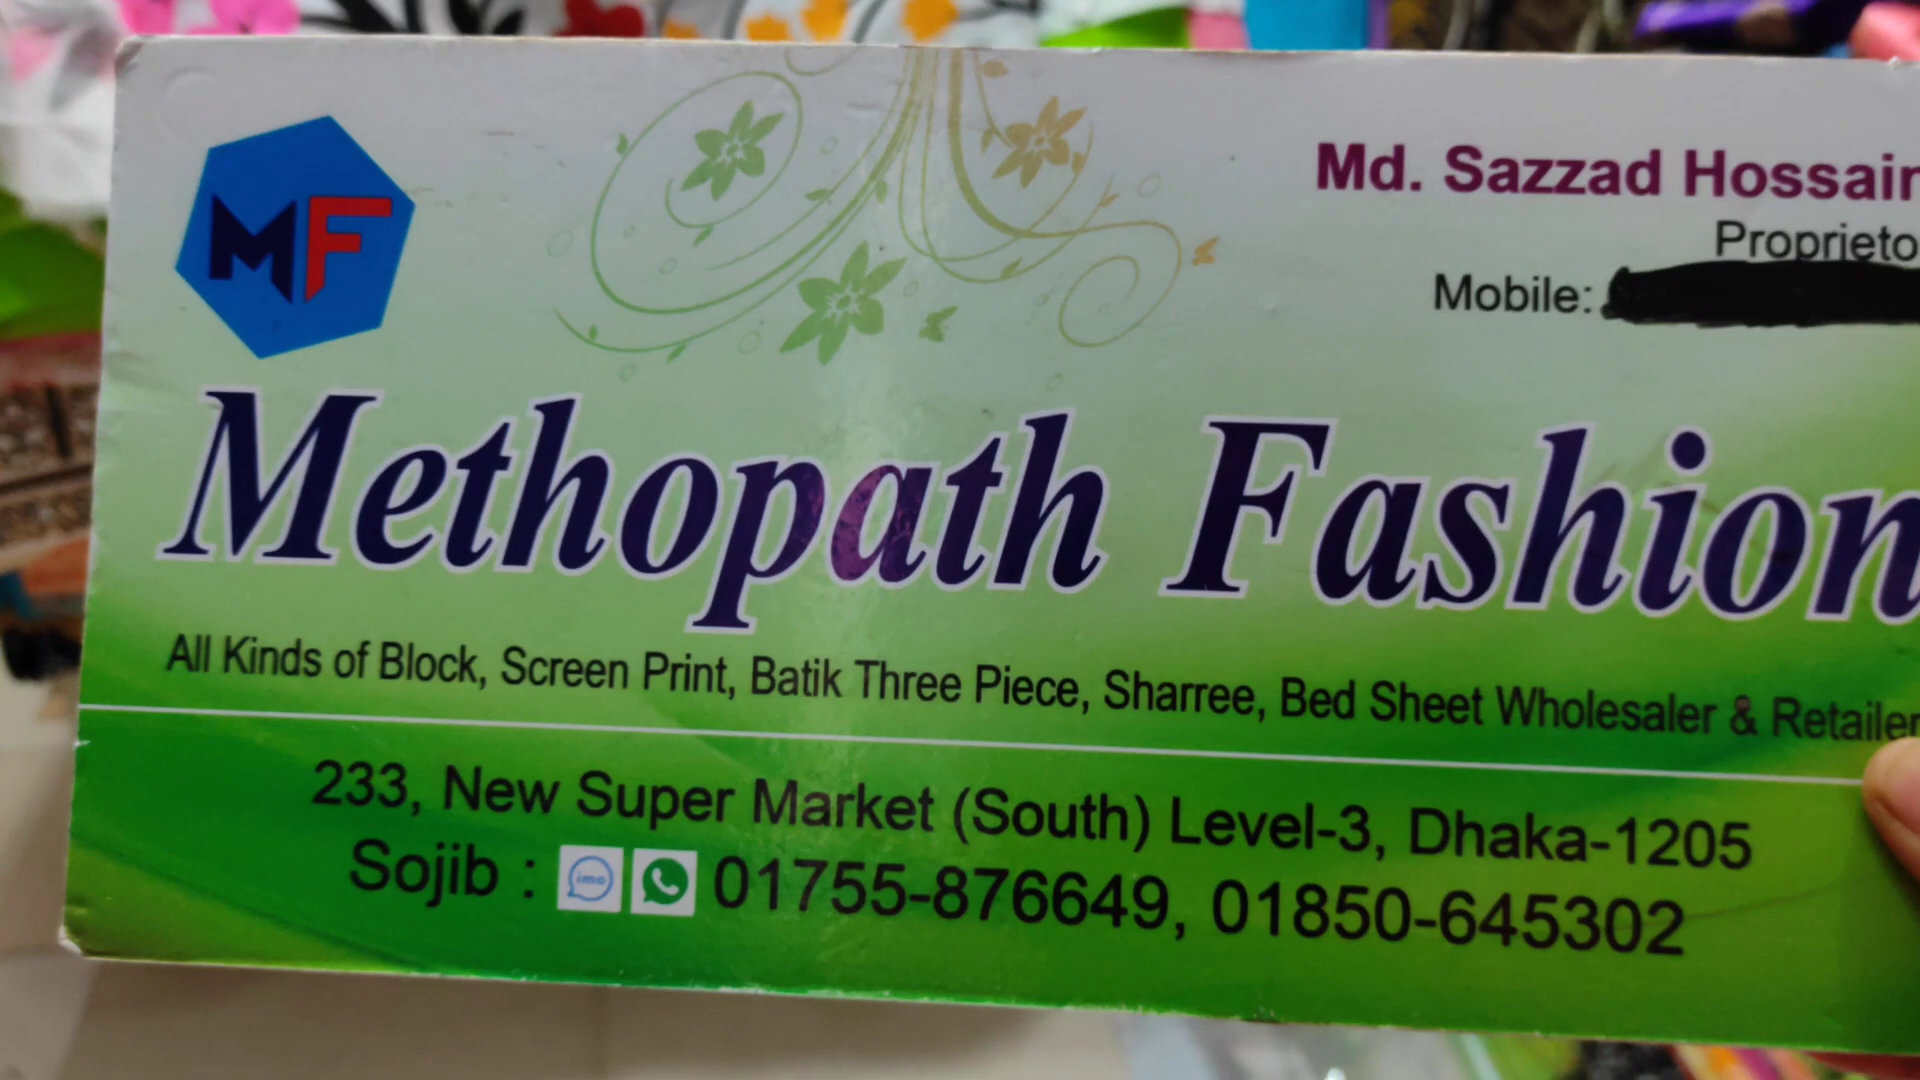 MF
Md. Sazzad Hossain
Proprieto
Mobile:
Methopath Fashion
All Kinds of Block, Screen Print, Batik Three Piece, Sharree, Bed Sheet Wholesaler & Retailer
233, New Super Market (South) Level-3, Dhaka-1205
Sojib : imo 01755-876649, 01850-645302